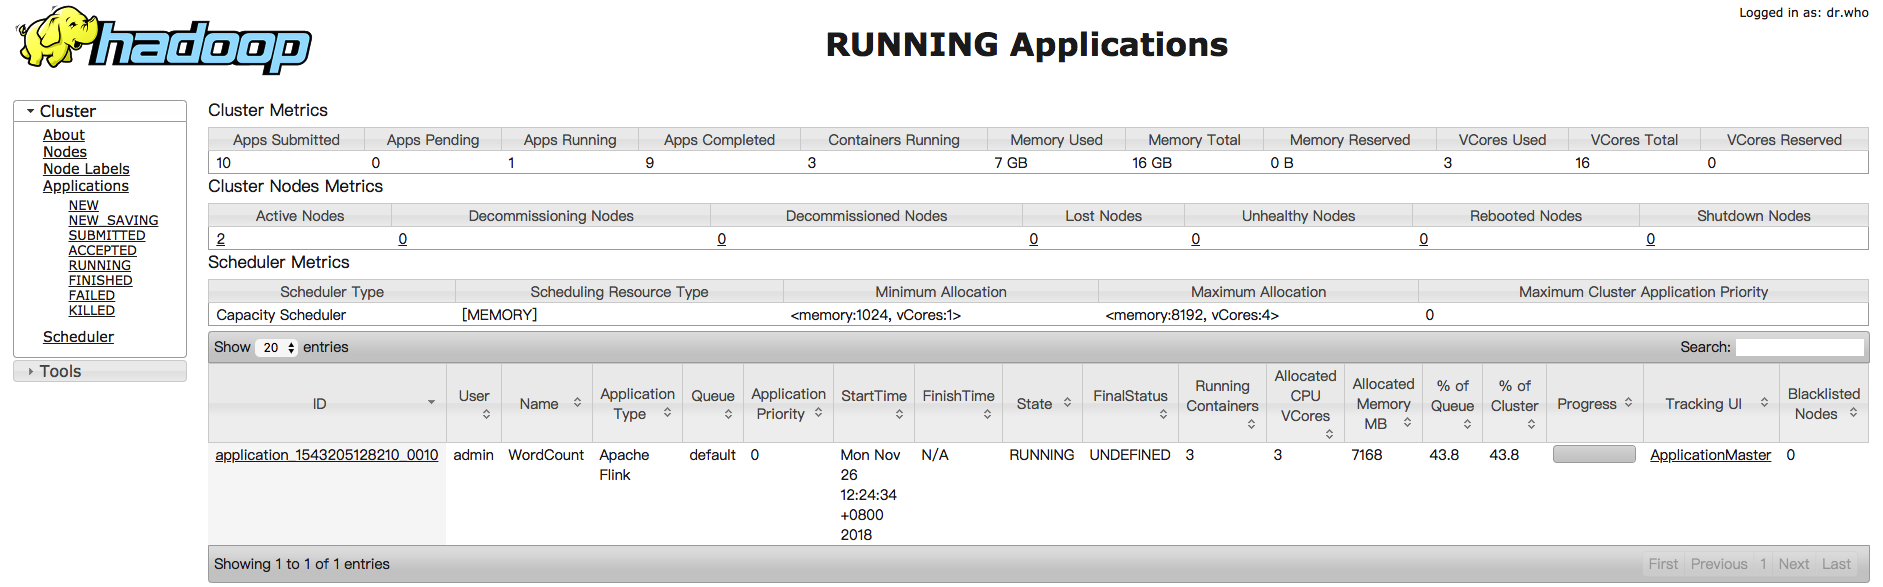 Logged in as: dr.who
hadoop
RUNNING Applications
Cluster
About
Nodes
Node Labels
Applications
NEW
NEW_SAVING
SUBMITTED
ACCEPTED
RUNNING
FINISHED
FAILED
KILLED
Scheduler
Tools
Cluster Metrics
Apps Submitted Apps Pending Apps Running Apps Completed Containers Running Memory Used Memory Total Memory Reserved VCores Used VCores Total VCores Reserved
10 0 1 9 3 7 GB 16 GB 0 B 3 16 0
Cluster Nodes Metrics
Active Nodes Decommissioning Nodes Decommissioned Nodes Lost Nodes Unhealthy Nodes Rebooted Nodes Shutdown Nodes
2 0 0 0 0 0 0
Scheduler Metrics
Scheduler Type Scheduling Resource Type Minimum Allocation Maximum Allocation Maximum Cluster Application Priority
Capacity Scheduler [MEMORY] <memory:1024, vCores:1> <memory:8192, vCores:4> 0
Show 20 entries Search:
ID
User
Name
Application
Type
Queue
Application
Priority
StartTime
FinishTime
State
FinalStatus
Running
Containers
Allocated
CPU
VCores
Allocated
Memory
MB
% of
Queue
% of
Cluster
Progress
Tracking UI
Blacklisted
Nodes
application_1543205128210_0010
admin
WordCount
Apache
Flink
default
0
Mon Nov
26
12:24:34
+0800
2018
N/A
RUNNING
UNDEFINED
3
3
7168
43.8
43.8
ApplicationMaster
0
Showing 1 to 1 of 1 entries
First Previous 1 Next Last